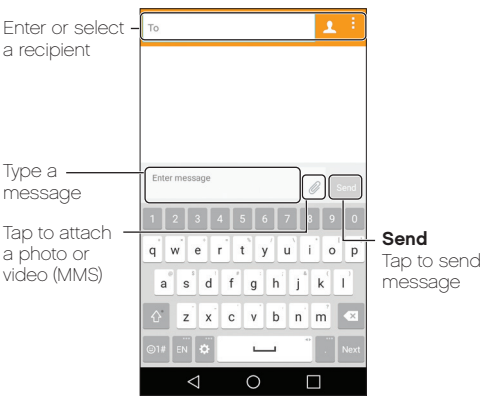 Enter or select
a recipient
To
Type a
message
Enter message
Send
Tap to attach
a photo or
video (MMS)
Send
Tap to send
message
1 2 3 4 5 6 7 8 9 0
q w e r t y u i o p
a s d f g h j k l
z x c v b n m
1# EN . Next